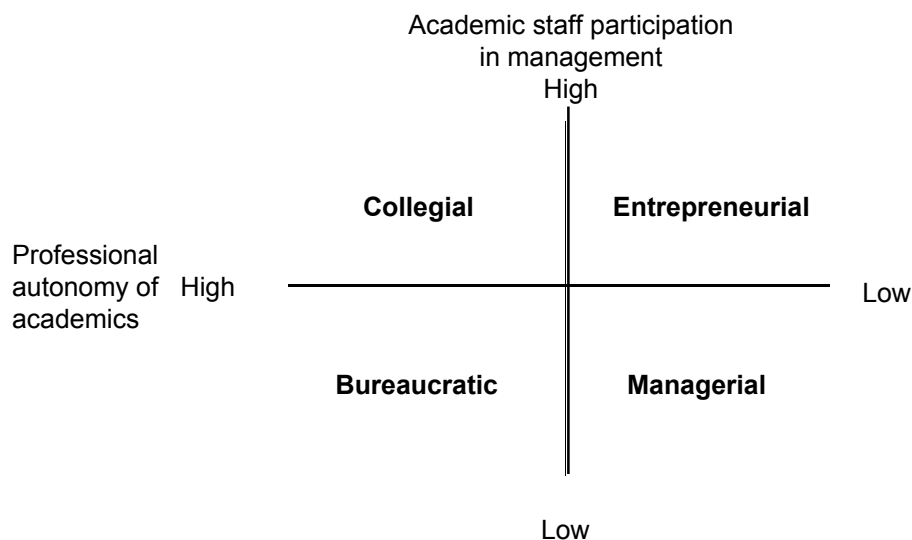 Academic staff participation
in management
High
Collegial
Entrepreneurial
Professional
autonomy of High
academics
Low
Bureaucratic
Managerial
Low